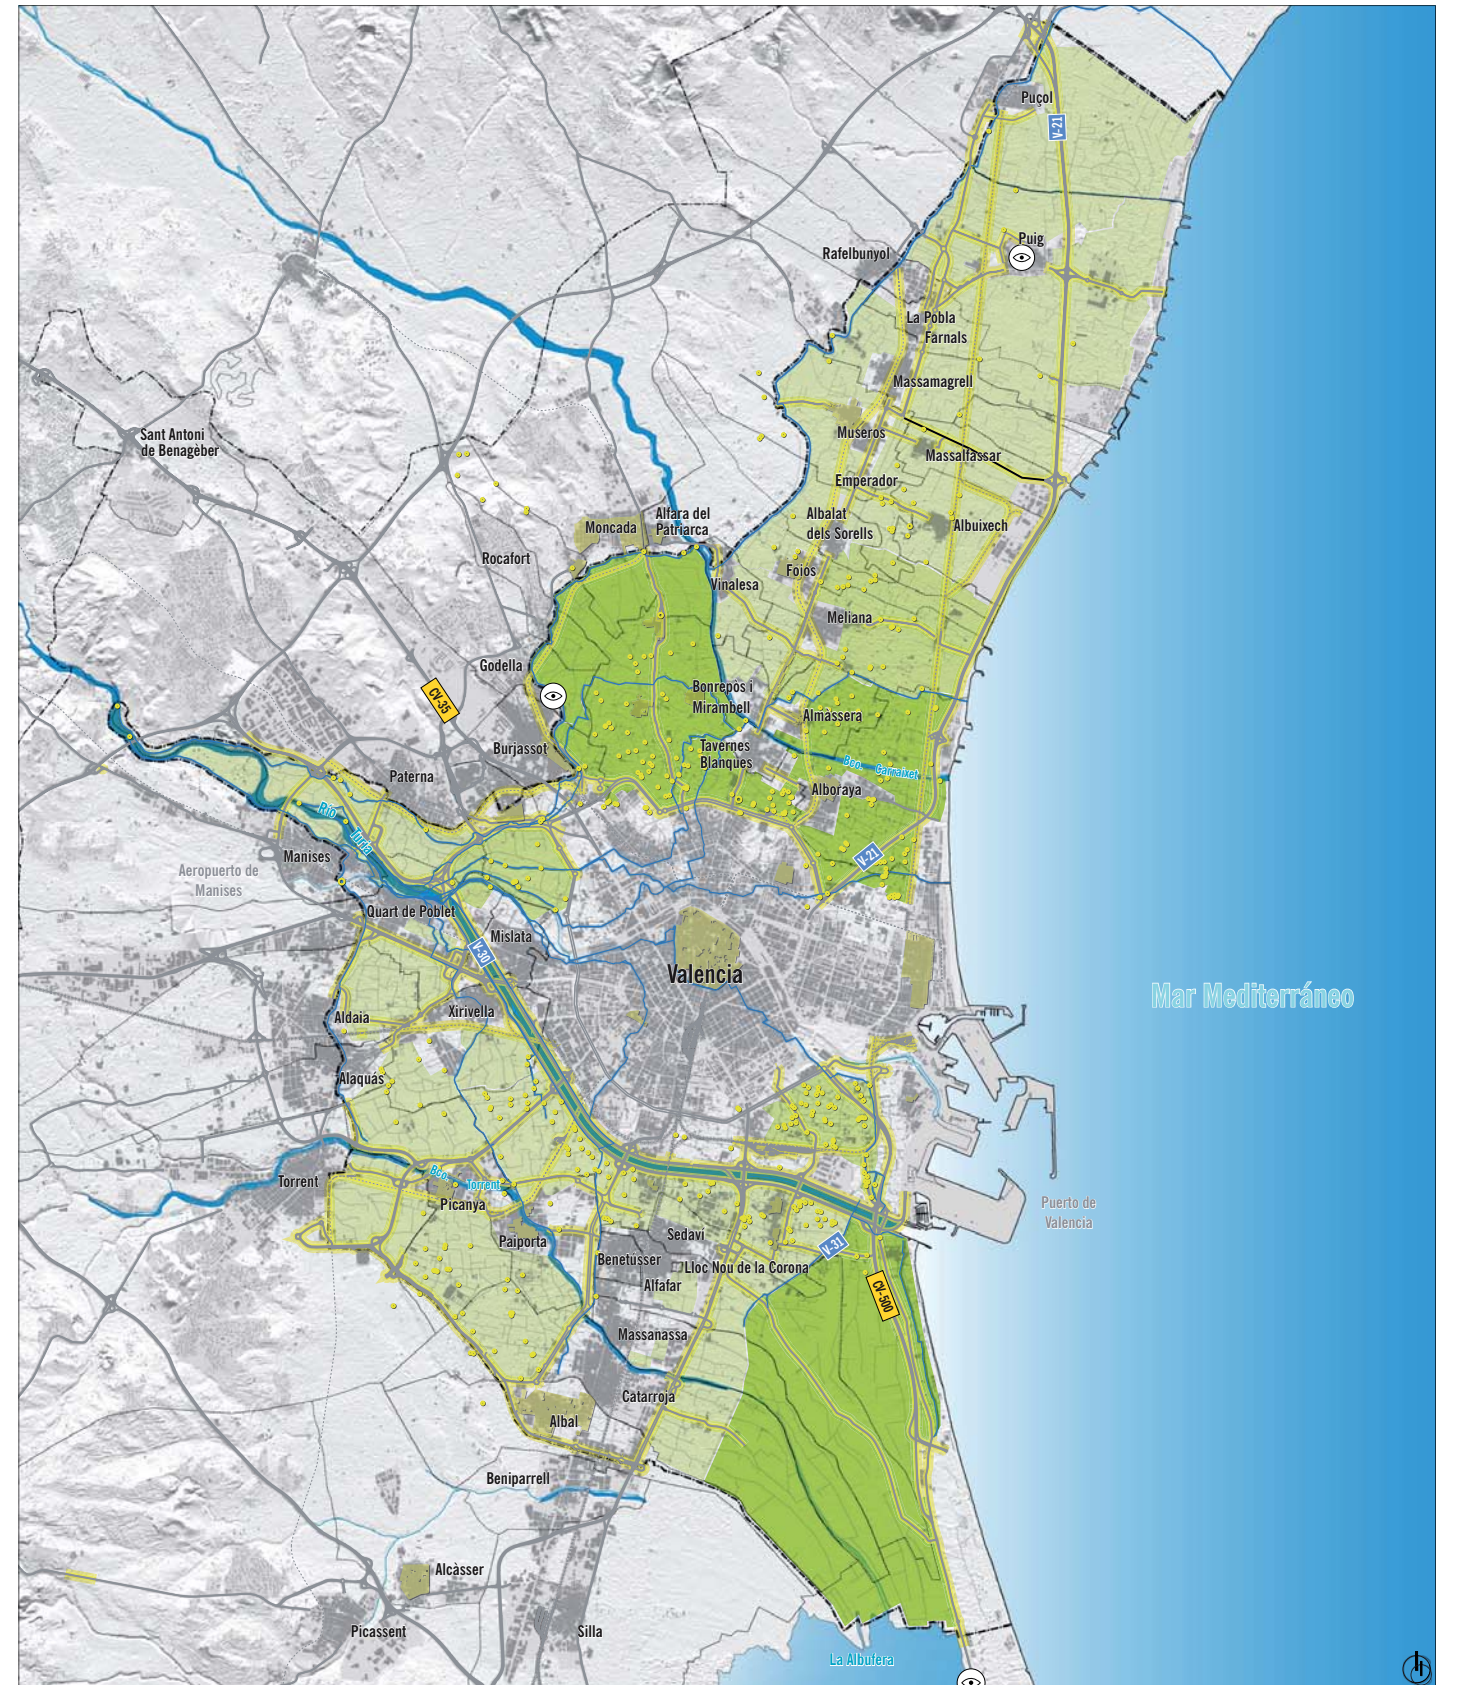 Puçol
V-21
Puig
Rafelbunyol
La Pobla
Farnals
Massamagrell
Museros
Massalfassar
Sant Antoni
de Benagèber
Emperador
Albalat
dels Sorells
Albuixech
Moncada
Alfara del
Patriarca
Rocafort
Foios
Vinalesa
Meliana
Godella
CV-35
Bonrepòs i
Mirambell
Almàssera
Burjassot
Tavernes
Blanques
Bco. Carraixet
Paterna
Alboraya
Río Turia
V-21
Manises
Aeropuerto de
Manises
Quart de Poblet
Mislata
V-30
Valencia
Mar Mediterráneo
Xirivella
Aldaia
Alaquás
Torrent
Bco. Torrent
Picanya
Puerto de
Valencia
Paiporta
Sedaví
V-31
Benetússer
Lloc Nou de la Corona
Alfafar
CV-500
Massanassa
Catarroja
Albal
Beniparrell
Alcàsser
Picassent
Silla
La Albufera